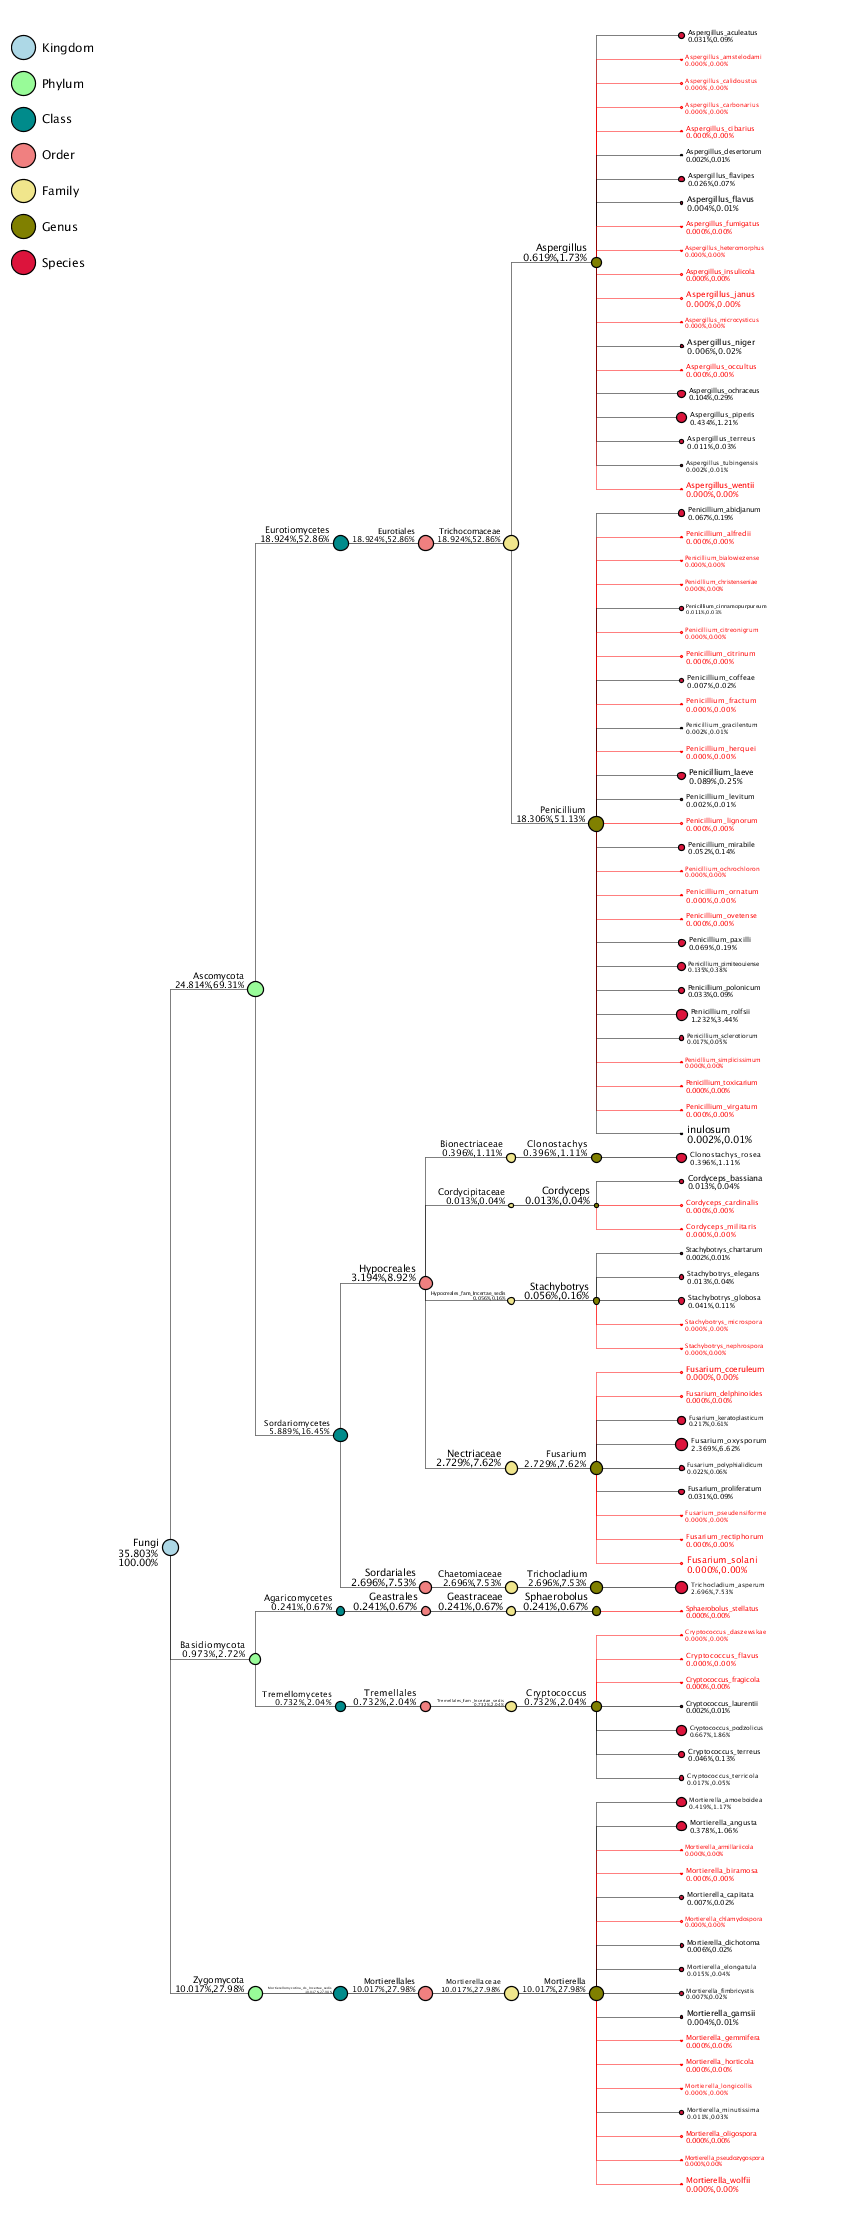 Kingdom
Phylum
Class
Order
Family
Genus
Species
Aspergillus_aculeatus
0.031%,0.09%
Aspergillus_amstelodami
0.000%,0.00%
Aspergillus_calidoustus
0.000%,0.00%
Aspergillus_carbonarius
0.000%,0.00%
Aspergillus_cibarius
0.000%,0.00%
Aspergillus_desertorum
0.002%,0.01%
Aspergillus_flavipes
0.026%,0.07%
Aspergillus_flavus
0.004%,0.01%
Aspergillus_fumigatus
0.000%,0.00%
Aspergillus
0.619%,1.73%
Aspergillus_heteromorphus
0.000%,0.00%
Aspergillus_insulicola
0.000%,0.00%
Aspergillus_janus
0.000%,0.00%
Aspergillus_microcysticus
0.000%,0.00%
Aspergillus_niger
0.006%,0.02%
Aspergillus_occultus
0.000%,0.00%
Aspergillus_ochraceus
0.104%,0.29%
Aspergillus_piperis
0.434%,1.21%
Aspergillus_terreus
0.011%,0.03%
Aspergillus_tubingensis
0.002%,0.01%
Aspergillus_wentii
0.000%,0.00%
Penicillium_abidjanum
0.067%,0.19%
Eurotiomycetes
18.924%,52.86%
Eurotiales
18.924%,52.86%
Trichocomaceae
18.924%,52.86%
Penicillium_alfredii
0.000%,0.00%
Penicillium_bialowiezense
0.000%,0.00%
Penicillium_christenseniae
0.000%,0.00%
Penicillium_cinnamopurpureum
0.011%,0.03%
Penicillium_citreonigrum
0.000%,0.00%
Penicillium_citrinum
0.000%,0.00%
Penicillium_coffeae
0.007%,0.02%
Penicillium_fractum
0.000%,0.00%
Penicillium_gracilentum
0.002%,0.01%
Penicillium_herquei
0.000%,0.00%
Penicillium_laeve
0.089%,0.25%
Penicillium_levitum
0.002%,0.01%
Penicillium
18.306%,51.13%
Penicillium_lignorum
0.000%,0.00%
Penicillium_mirabile
0.052%,0.14%
Penicillium_ochrochloron
0.000%,0.00%
Penicillium_ornatum
0.000%,0.00%
Penicillium_ovetense
0.000%,0.00%
Penicillium_paxilli
0.069%,0.19%
Penicillium_pimiteouiense
0.135%,0.38%
Ascomycota
24.814%,69.31%
Penicillium_polonicum
0.033%,0.09%
Penicillium_rolfsii
1.232%,3.44%
Penicillium_sclerotiorum
0.017%,0.05%
Penicillium_simplicissimum
0.000%,0.00%
Penicillium_toxicarium
0.000%,0.00%
Penicillium_virgatum
0.000%,0.00%
inulosum
0.002%,0.01%
Bionectriaceae
0.396%,1.11%
Clonostachys
0.396%,1.11%
Clonostachys_rosea
0.396%,1.11%
Cordyceps_bassiana
0.013%,0.04%
Cordycipitaceae
0.013%,0.04%
Cordyceps
0.013%,0.04%
Cordyceps_cardinalis
0.000%,0.00%
Cordyceps_militaris
0.000%,0.00%
Stachybotrys_chartarum
0.002%,0.01%
Hypocreales
3.194%,8.92%
Stachybotrys_elegans
0.013%,0.04%
Hypocreales_fam_Incertae_sedis
0.056%,0.16%
Stachybotrys
0.056%,0.16%
Stachybotrys_globosa
0.041%,0.11%
Stachybotrys_microspora
0.000%,0.00%
Stachybotrys_nephrospora
0.000%,0.00%
Fusarium_coeruleum
0.000%,0.00%
Fusarium_delphinoides
0.000%,0.00%
Fusarium_keratoplasticum
0.217%,0.61%
Sordariomycetes
5.889%,16.45%
Fusarium_oxysporum
2.369%,6.62%
Nectriaceae
2.729%,7.62%
Fusarium
2.729%,7.62%
Fusarium_polyphialidicum
0.022%,0.06%
Fusarium_proliferatum
0.031%,0.09%
Fusarium_pseudensiforme
0.000%,0.00%
Fusarium_rectiphorum
0.000%,0.00%
Fungi
35.803%
100.00%
Fusarium_solani
0.000%,0.00%
Sordariales
2.696%,7.53%
Chaetomiaceae
2.696%,7.53%
Trichocladium
2.696%,7.53%
Trichocladium_asperum
2.696%,7.53%
Agaricomycetes
0.241%,0.67%
Geastrales
0.241%,0.67%
Geastraceae
0.241%,0.67%
Sphaerobolus
0.241%,0.67%
Sphaerobolus_stellatus
0.000%,0.00%
Cryptococcus_daszewskae
0.000%,0.00%
Basidiomycota
0.973%,2.72%
Cryptococcus_flavus
0.000%,0.00%
Cryptococcus_fragicola
0.000%,0.00%
Tremellomycetes
0.732%,2.04%
Tremellales
0.732%,2.04%
Tremellales_fam_Incertae_sedis
0.732%,2.04%
Cryptococcus
0.732%,2.04%
Cryptococcus_laurentii
0.002%,0.01%
Cryptococcus_podzolicus
0.667%,1.86%
Cryptococcus_terreus
0.046%,0.13%
Cryptococcus_terricola
0.017%,0.05%
Mortierella_amoeboidea
0.419%,1.17%
Mortierella_angusta
0.378%,1.06%
Mortierella_armillariicola
0.000%,0.00%
Mortierella_biramosa
0.000%,0.00%
Mortierella_capitata
0.007%,0.02%
Mortierella_chlamydospora
0.000%,0.00%
Mortierella_dichotoma
0.006%,0.02%
Mortierella_elongatula
0.015%,0.04%
Zygomycota
10.017%,27.98%
Mortierellales
10.017%,27.98%
Mortierellaceae
10.017%,27.98%
Mortierella
10.017%,27.98%
Mortierella_fimbricystis
0.007%,0.02%
Mortierella_gamsii
0.004%,0.01%
Mortierella_gemmifera
0.000%,0.00%
Mortierella_horticola
0.000%,0.00%
Mortierella_longicollis
0.000%,0.00%
Mortierella_minutissima
0.011%,0.03%
Mortierella_oligospora
0.000%,0.00%
Mortierella_pseudozygospora
0.000%,0.00%
Mortierella_wolfii
0.000%,0.00%